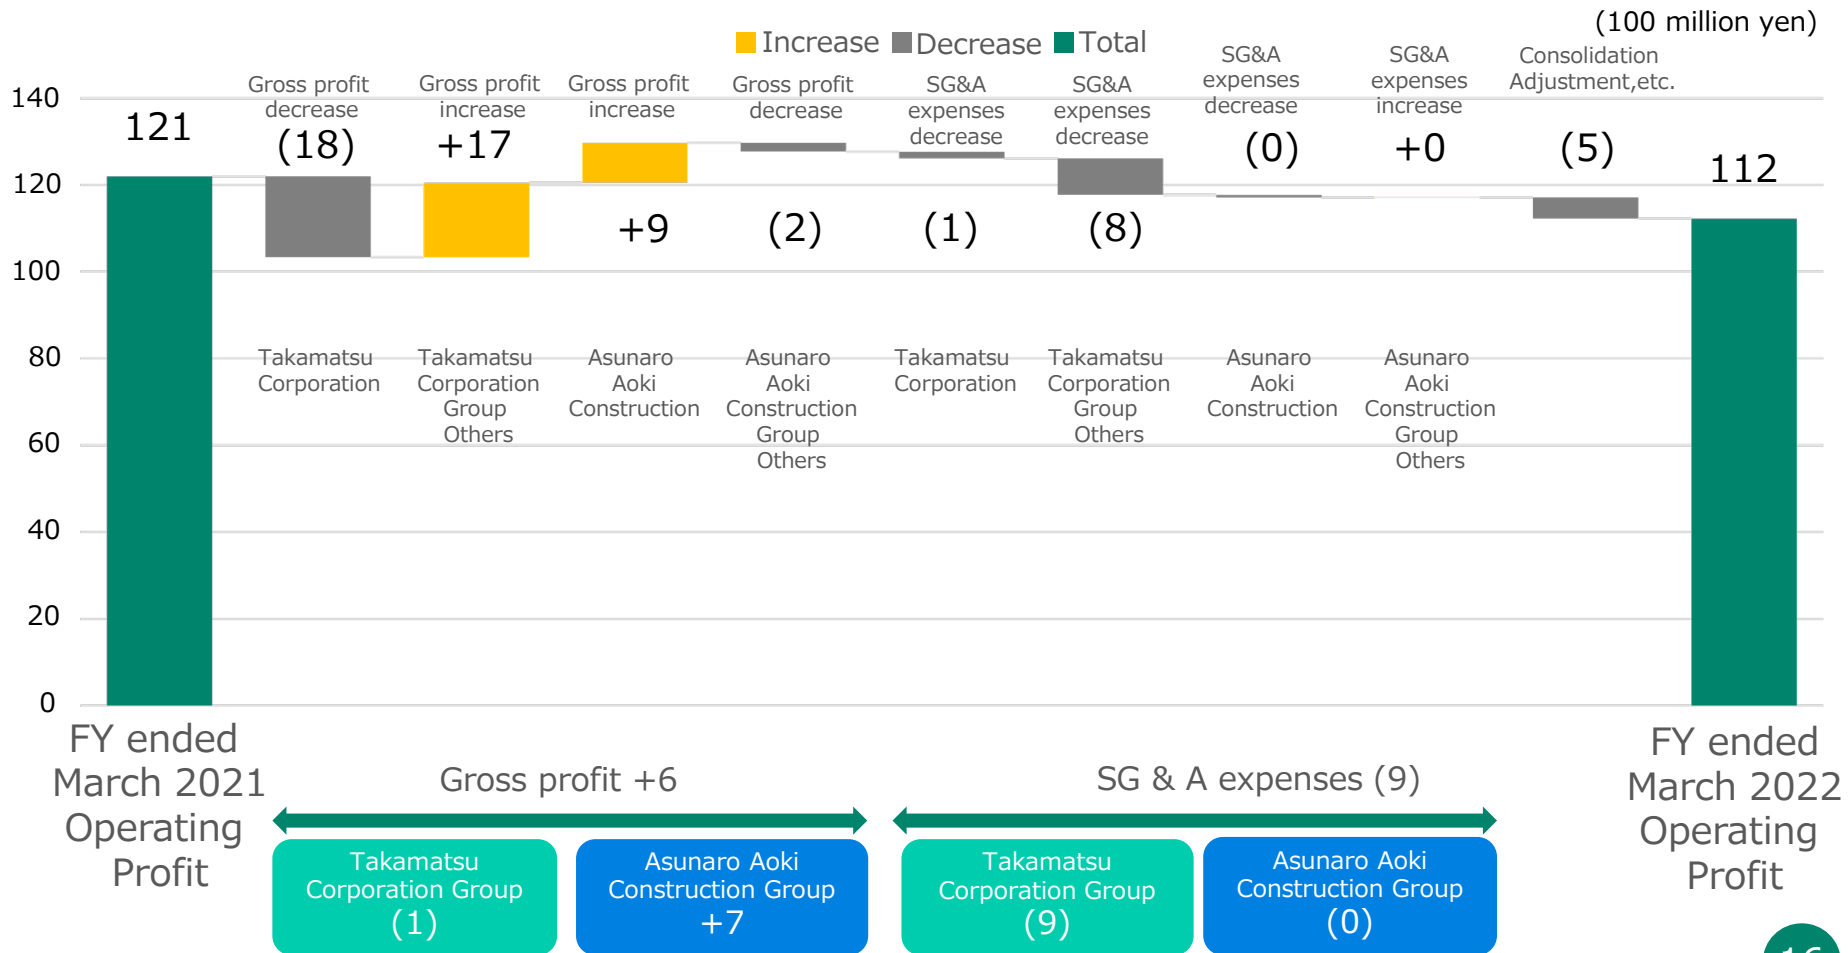 (100 million yen)
Increase Decrease Total
Gross profit
decrease
(18)
Gross profit
increase
+17
Gross profit
increase
+9
Gross profit
decrease
(2)
SG&A
expenses
decrease
(1)
SG&A
expenses
decrease
(8)
SG&A
expenses
decrease
(0)
SG&A
expenses
increase
+0
Consolidation
Adjustment,etc.
(5)
121
112
140
120
100
80
60
40
20
0
Takamatsu
Corporation
Takamatsu
Corporation
Group
Others
Asunaro
Aoki
Construction
Asunaro
Aoki
Construction
Group
Others
Takamatsu
Corporation
Takamatsu
Corporation
Group
Others
Asunaro
Aoki
Construction
Asunaro
Aoki
Construction
Group
Others
FY ended
March 2021
Operating
Profit
Gross profit +6
SG & A expenses (9)
FY ended
March 2022
Operating
Profit
Takamatsu
Corporation Group
(1)
Asunaro Aoki
Construction Group
+7
Takamatsu
Corporation Group
(9)
Asunaro Aoki
Construction Group
(0)
16